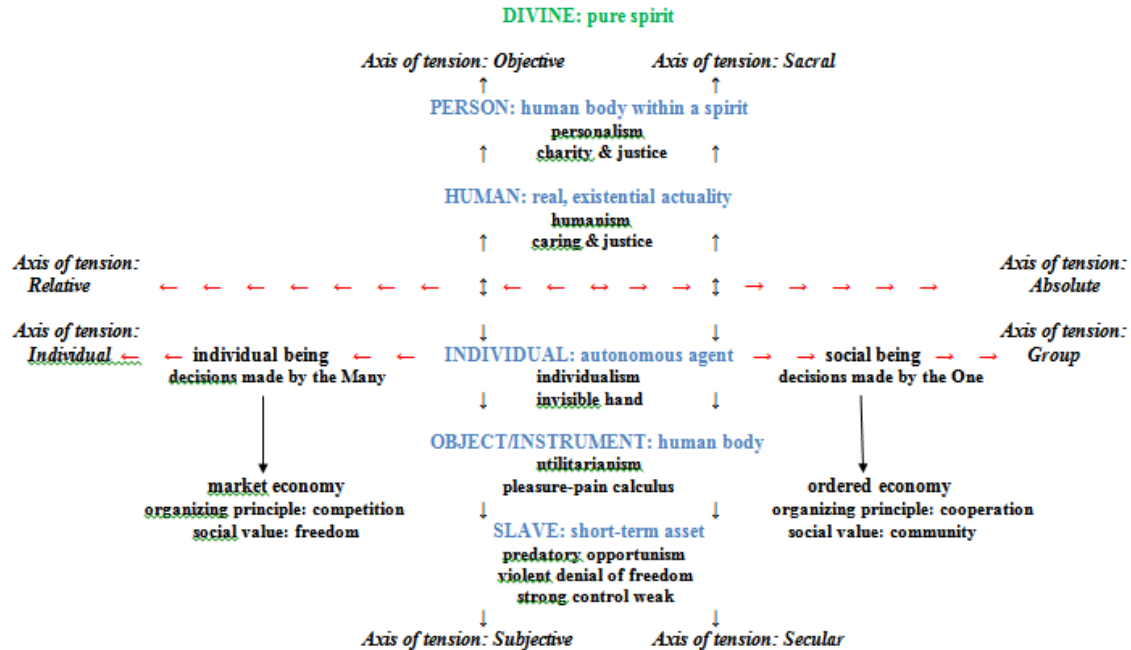 DIVINE: pure spirit
Axis of tension: Objective Axis of tension: Sacral
↑ ↑
PERSON: human body within a spirit
personalism
↑ charity & justice ↑
HUMAN: real, existential actuality
humanism
↑ caring & justice ↑
Axis of tension: Axis of tension:
Relative ← ← ← ← ← ← ← ↕ ← ← ↔ → → ↕ → → → → → Absolute
Axis of tension: ↓ ↓ Axis of tension:
Individual ← ← individual being ← ← INDIVIDUAL: autonomous agent → → social being → → Group
decisions made by the Many individualism decisions made by the One
↓ invisible hand ↓
OBJECT/INSTRUMENT: human body
utilitarianism
market economy pleasure-pain calculus ordered economy
organizing principle: competition ↓ ↓ organizing principle: cooperation
social value: freedom SLAVE: short-term asset social value: community
predatory opportunism
violent denial of freedom
strong control weak
↓ ↓
Axis of tension: Subjective Axis of tension: Secular